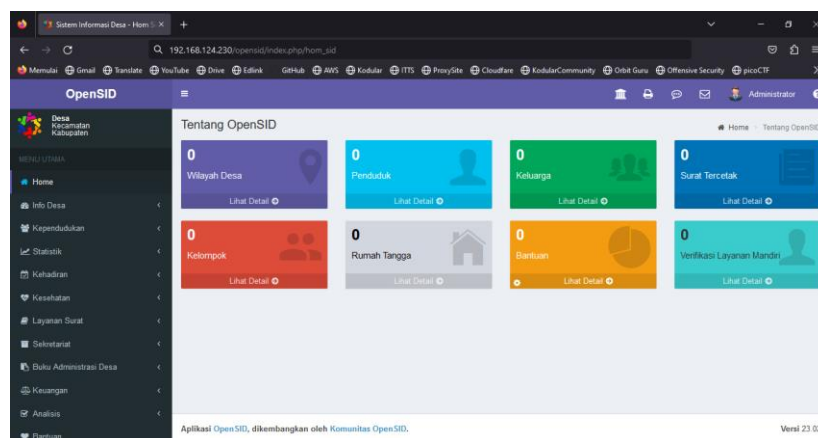 Sistem Informasi Desa - Hom S
192.168.124.230/opensid/index.php/hom_sid
Memulai Gmail Translate YouTube Drive Edlink GitHub AWS Kodular ITTS ProxySite Cloudfare KodularCommunity Orbit Guru Offensive Security picoCTF
OpenSID
Administrator
Desa
Kecamatan
Kabupaten
Tentang OpenSID
Home Tentang OpenSID
MENU UTAMA
Home
Info Desa
Kependudukan
Statistik
Kehadiran
Kesehatan
Layanan Surat
Sekretariat
Buku Administrasi Desa
Keuangan
Analisis
Bantuan
0
Wilayah Desa
Lihat Detail
0
Penduduk
Lihat Detail
0
Keluarga
Lihat Detail
0
Surat Tercetak
Lihat Detail
0
Kelompok
Lihat Detail
0
Rumah Tangga
Lihat Detail
0
Bantuan
Lihat Detail
0
Verifikasi Layanan Mandiri
Lihat Detail
Aplikasi OpenSID, dikembangkan oleh Komunitas OpenSID.
Versi 23.0